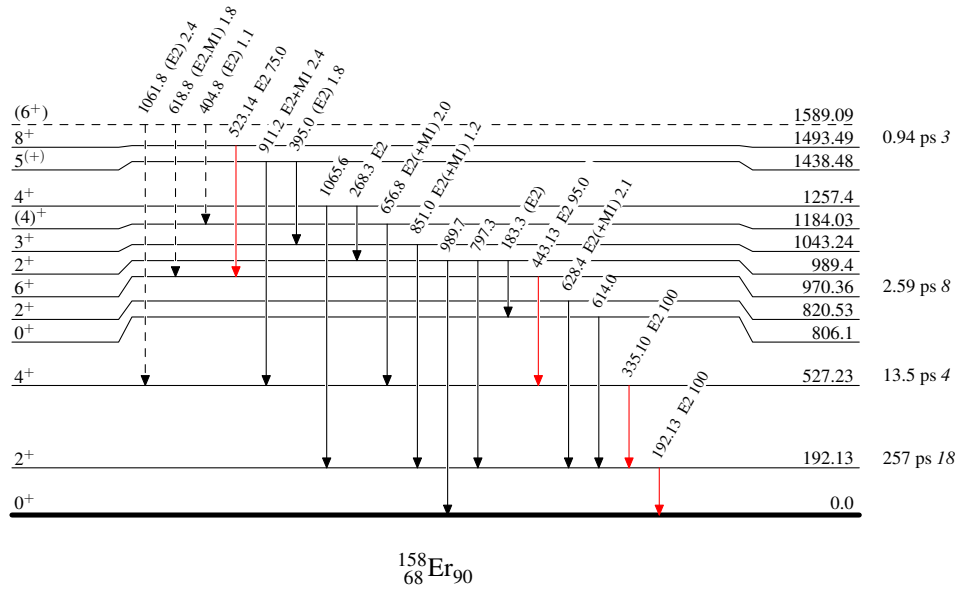 1061.8 (E2) 2.4
618.8 (E2,M1) 1.8
404.8 (E2) 1.1
523.14 E2 75.0
911.2 E2+M1 2.4
395.0 (E2) 1.8
1065.6
268.3 E2
656.8 E2(+M1) 2.0
851.0 E2(+M1) 1.2
989.7
797.3
183.3 (E2)
443.13 E2 95.0
628.4 E2(+M1) 2.1
614.0
335.10 E2 100
192.13 E2 100
(6⁺) 1589.09
8⁺ 1493.49 0.94 ps 3
5⁽⁺⁾ 1438.48
4⁺ 1257.4
(4)⁺ 1184.03
3⁺ 1043.24
2⁺ 989.4
6⁺ 970.36 2.59 ps 8
2⁺ 820.53
0⁺ 806.1
4⁺ 527.23 13.5 ps 4
2⁺ 192.13 257 ps 18
0⁺ 0.0
¹⁵⁸₆₈Er₉₀